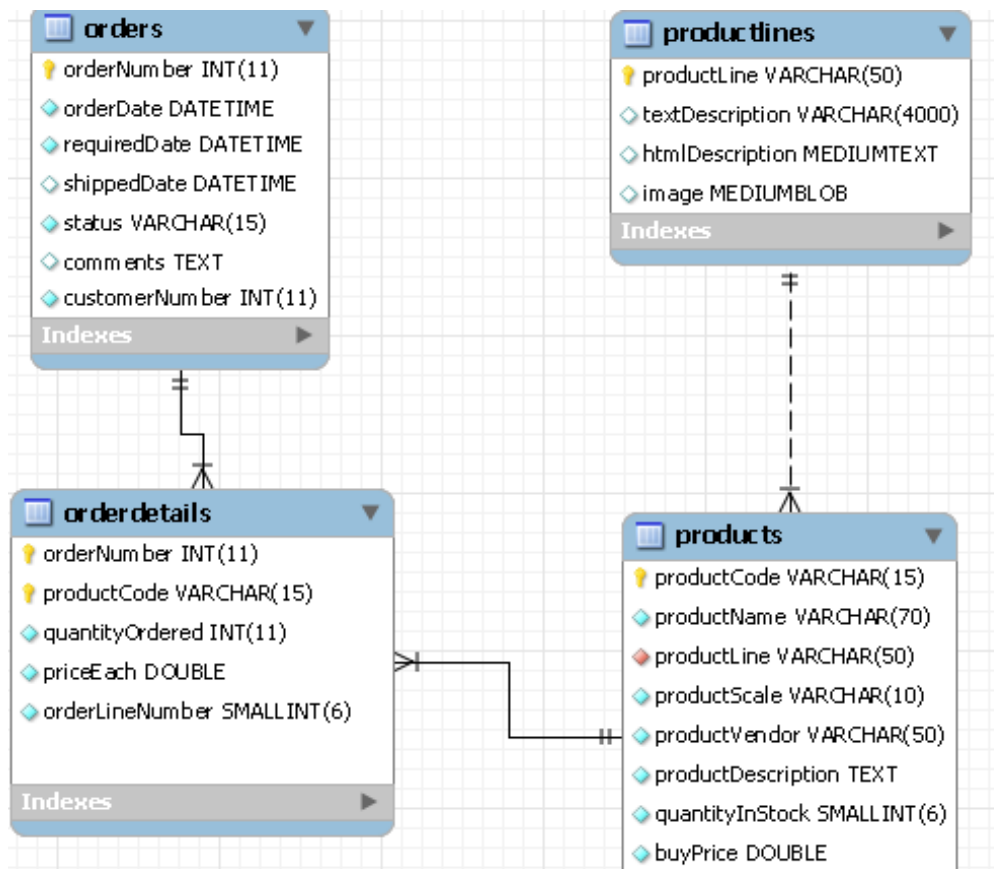 orders
orderNumber INT(11)
orderDate DATETIME
requiredDate DATETIME
shippedDate DATETIME
status VARCHAR(15)
comments TEXT
customerNumber INT(11)
Indexes
productlines
productLine VARCHAR(50)
textDescription VARCHAR(4000)
htmlDescription MEDIUMTEXT
image MEDIUMBLOB
Indexes
orderdetails
orderNumber INT(11)
productCode VARCHAR(15)
quantityOrdered INT(11)
priceEach DOUBLE
orderLineNumber SMALLINT(6)
Indexes
products
productCode VARCHAR(15)
productName VARCHAR(70)
productLine VARCHAR(50)
productScale VARCHAR(10)
productVendor VARCHAR(50)
productDescription TEXT
quantityInStock SMALLINT(6)
buyPrice DOUBLE